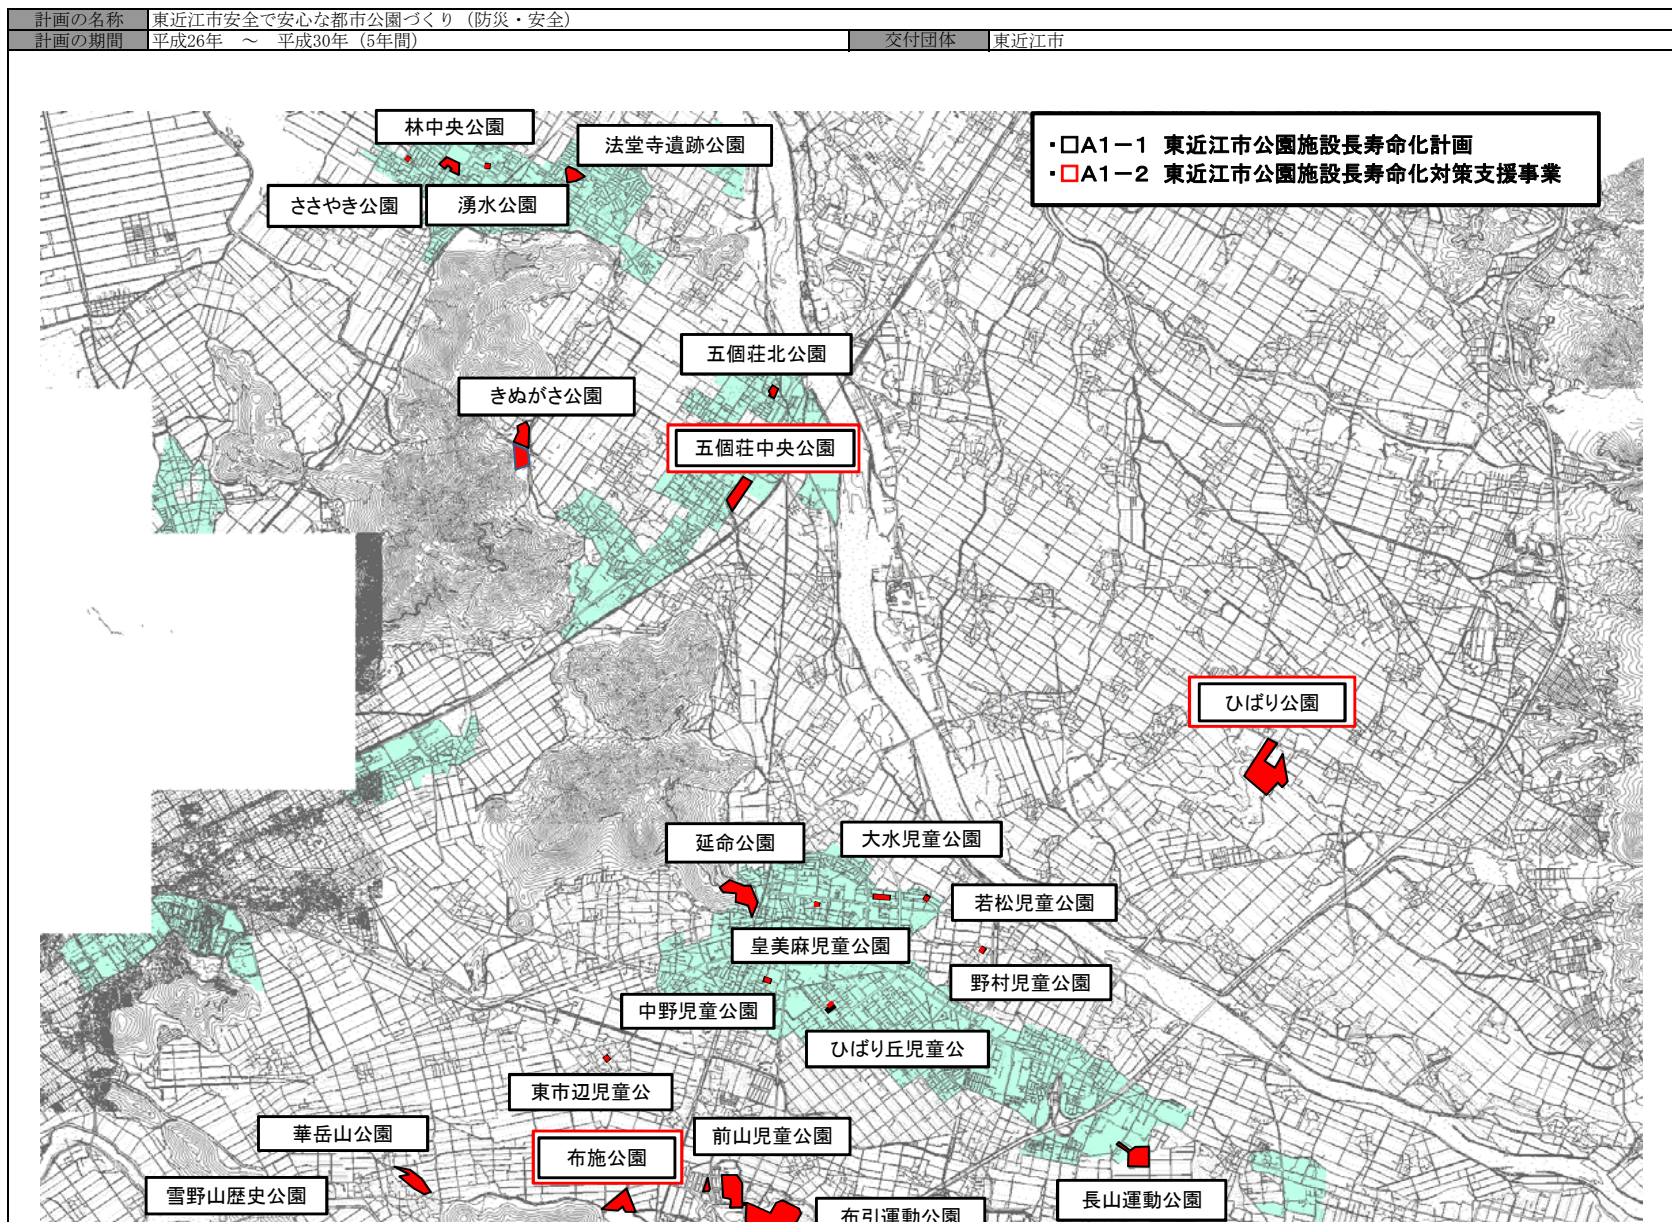 計画の名称 東近江市安全で安心な都市公園づくり（防災・安全）
計画の期間 平成26年 ～ 平成30年（5年間） 交付団体 東近江市
・□A1－1 東近江市公園施設長寿命化計画
・□A1－2 東近江市公園施設長寿命化対策支援事業
林中央公園
法堂寺遺跡公園
ささやき公園
湧水公園
五個荘北公園
きぬがさ公園
五個荘中央公園
ひばり公園
延命公園
大水児童公園
若松児童公園
皇美麻児童公園
野村児童公園
中野児童公園
ひばり丘児童公
東市辺児童公
華岳山公園
前山児童公園
布施公園
雪野山歴史公園
長山運動公園
布引運動公園